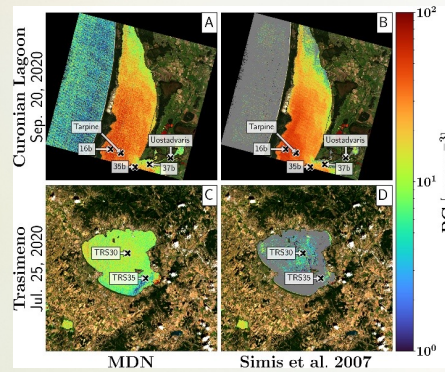 A
B
Curonian Lagoon
Sep. 20, 2020
Tarpine
Uostadvaris
16b
35b
37b
Tarpine
Uostadvaris
16b
35b
37b
C
D
Trasimeno
Jul. 25, 2020
TRS30
TRS35
TRS30
TRS35
MDN
Simis et al. 2007
10²
10¹
10⁰